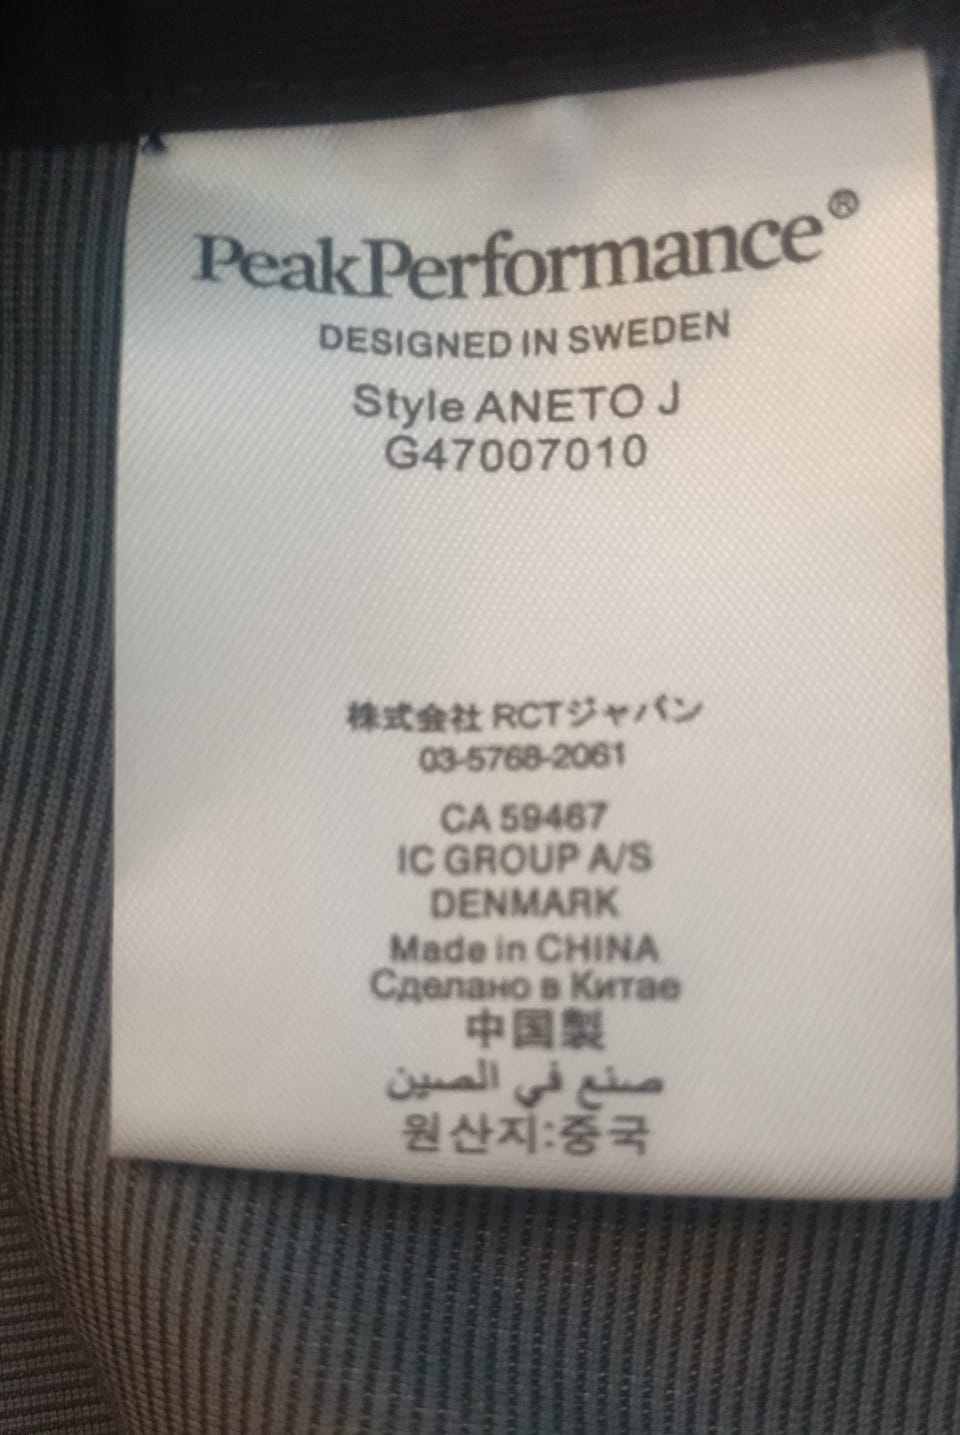 PeakPerformance®
DESIGNED IN SWEDEN
Style ANETO J
G47007010
株式会社 RCTジャパン
03-5768-2061
CA 59467
IC GROUP A/S
DENMARK
Made in CHINA
Сделано в Китае
中国製
صنع في الصين
원산지:중국